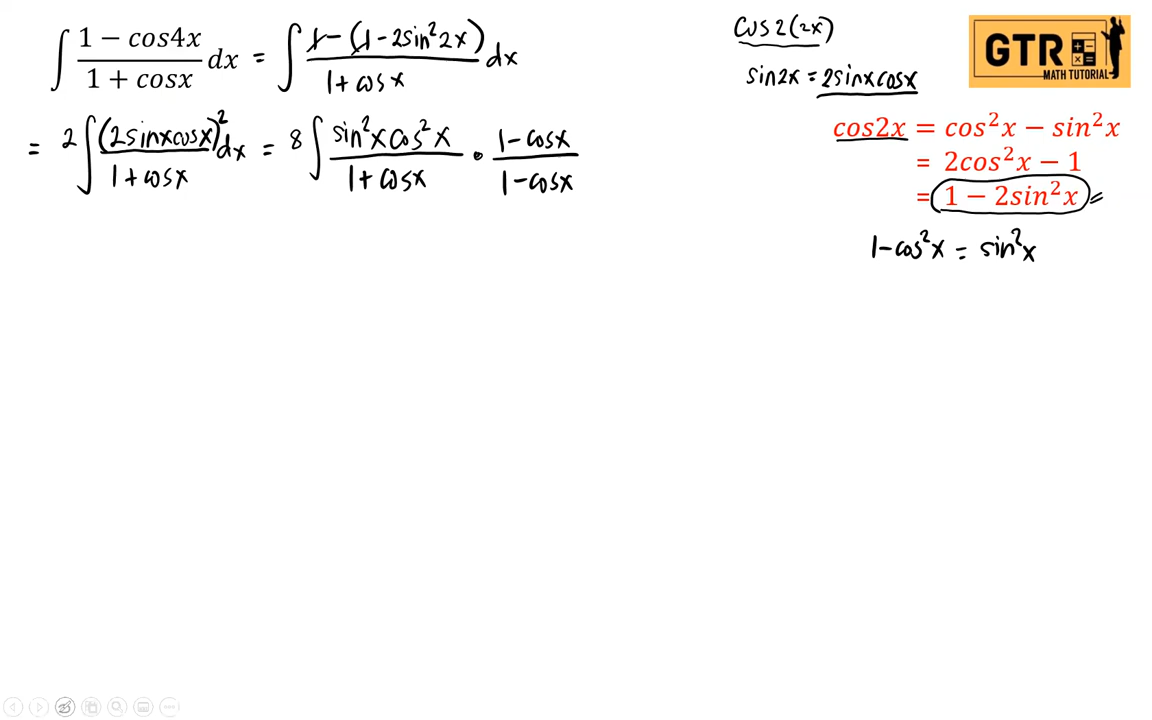 ∫ (1 − cos4x)/(1 + cosx) dx = ∫ (1 − (1 − 2sin²2x))/(1 + cosx) dx
= 2 ∫ (2sinxcosx)²/(1 + cosx) dx = 8 ∫ (sin²x cos²x)/(1 + cosx) · (1 − cosx)/(1 − cosx)
cos2(2x)
sin2x = 2sinxcosx
GTR
MATH TUTORIAL
cos2x = cos²x − sin²x
= 2cos²x − 1
= 1 − 2sin²x =
1 − cos²x = sin²x